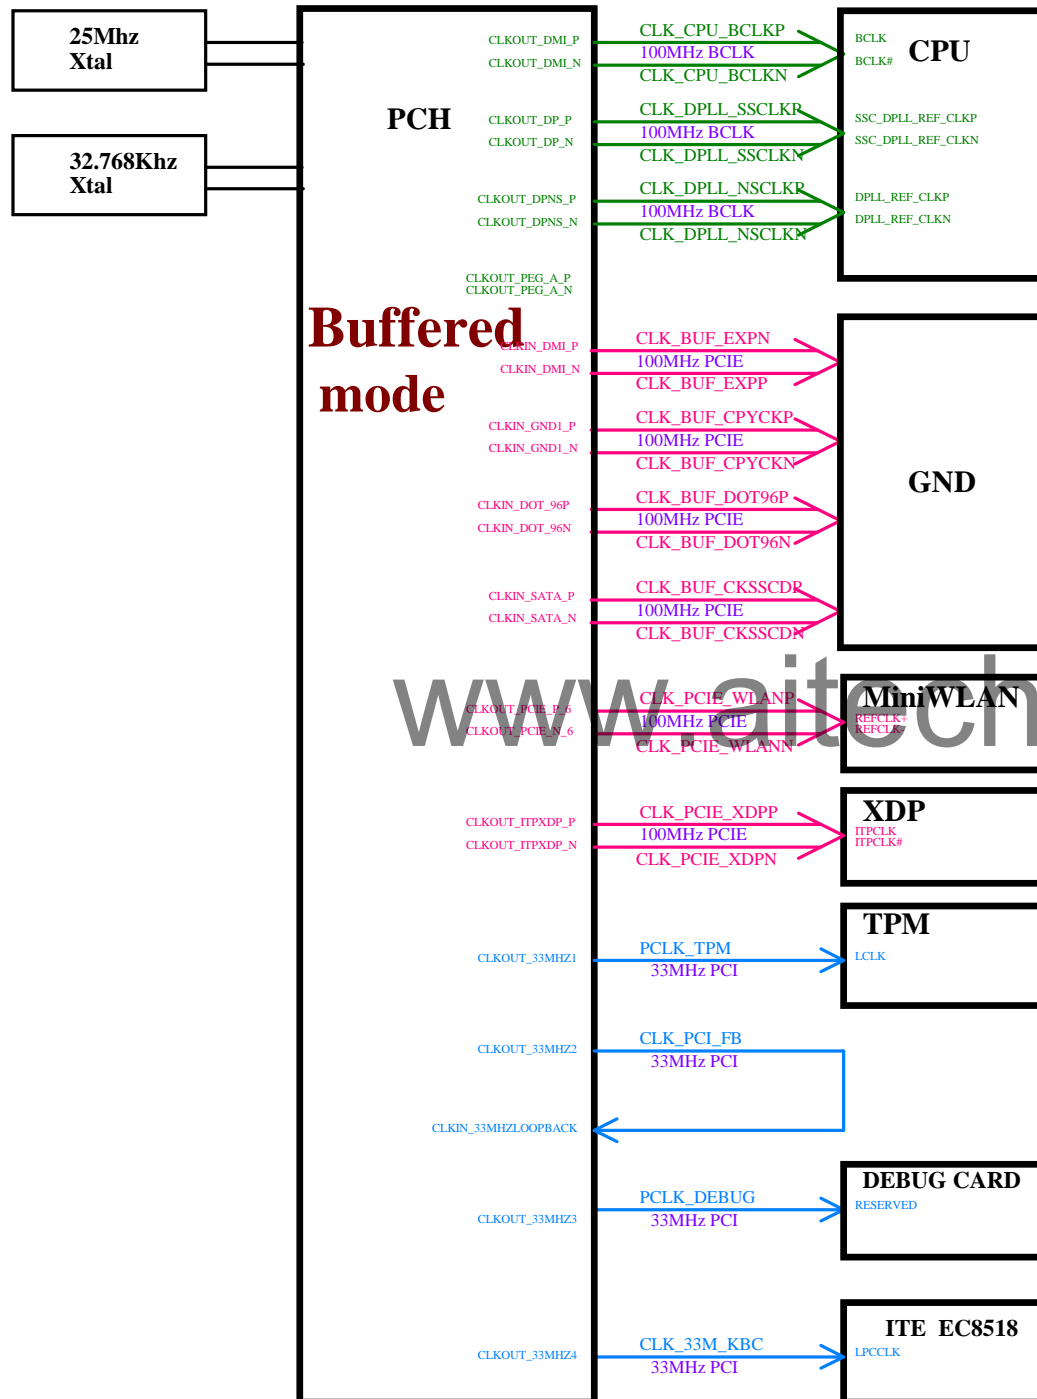 25Mhz
Xtal
32.768Khz
Xtal
PCH
Buffered
mode
CLKOUT_DMI_P
CLKOUT_DMI_N
CLK_CPU_BCLKP
100MHz BCLK
CLK_CPU_BCLKN
BCLK
BCLK#
CPU
CLKOUT_DP_P
CLKOUT_DP_N
CLK_DPLL_SSCLKP
100MHz BCLK
CLK_DPLL_SSCLKN
SSC_DPLL_REF_CLKP
SSC_DPLL_REF_CLKN
CLKOUT_DPNS_P
CLKOUT_DPNS_N
CLK_DPLL_NSCLKP
100MHz BCLK
CLK_DPLL_NSCLKN
DPLL_REF_CLKP
DPLL_REF_CLKN
CLKOUT_PEG_A_P
CLKOUT_PEG_A_N
CLKIN_DMI_P
CLKIN_DMI_N
CLK_BUF_EXPN
100MHz PCIE
CLK_BUF_EXPP
CLKIN_GND1_P
CLKIN_GND1_N
CLK_BUF_CPYCKP
100MHz PCIE
CLK_BUF_CPYCKN
GND
CLKIN_DOT_96P
CLKIN_DOT_96N
CLK_BUF_DOT96P
100MHz PCIE
CLK_BUF_DOT96N
CLKIN_SATA_P
CLKIN_SATA_N
CLK_BUF_CKSSCDP
100MHz PCIE
CLK_BUF_CKSSCDN
www.aitech
CLKOUT_PCIE_P_6
CLKOUT_PCIE_N_6
CLK_PCIE_WLANP
100MHz PCIE
CLK_PCIE_WLANN
MiniWLAN
REFCLK+
REFCLK-
CLKOUT_ITPXDP_P
CLKOUT_ITPXDP_N
CLK_PCIE_XDPP
100MHz PCIE
CLK_PCIE_XDPN
XDP
ITPCLK
ITPCLK#
CLKOUT_33MHZ1
PCLK_TPM
33MHz PCI
TPM
LCLK
CLKOUT_33MHZ2
CLK_PCI_FB
33MHz PCI
CLKIN_33MHZLOOPBACK
CLKOUT_33MHZ3
PCLK_DEBUG
33MHz PCI
DEBUG CARD
RESERVED
CLKOUT_33MHZ4
CLK_33M_KBC
33MHz PCI
ITE EC8518
LPCCLK